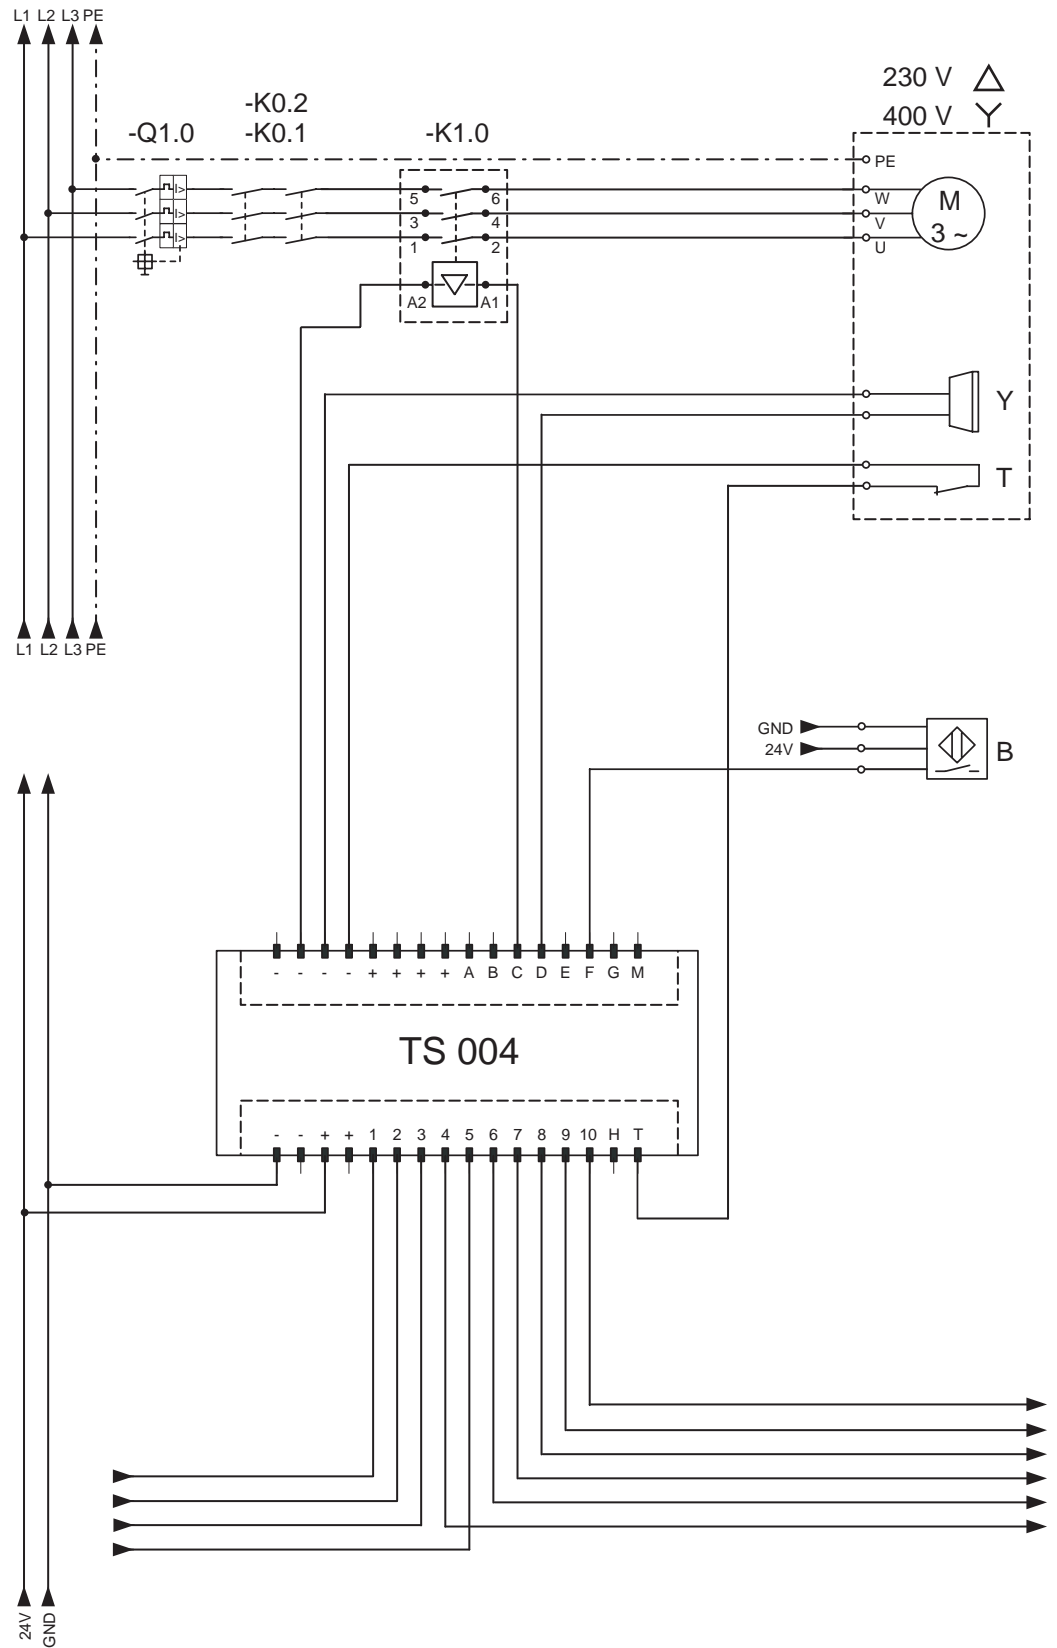 L1 L2 L3 PE
230 V
400 V
-K0.2
-Q1.0 -K0.1 -K1.0
PE
5 6 W M
3 4 V 3 ~
1 2 U
A2 A1
I>
I>
I>
Y
T
L1 L2 L3 PE
GND
24V B
- - - - + + + + A B C D E F G M
TS 004
- - + + 1 2 3 4 5 6 7 8 9 10 H T
24V
GND